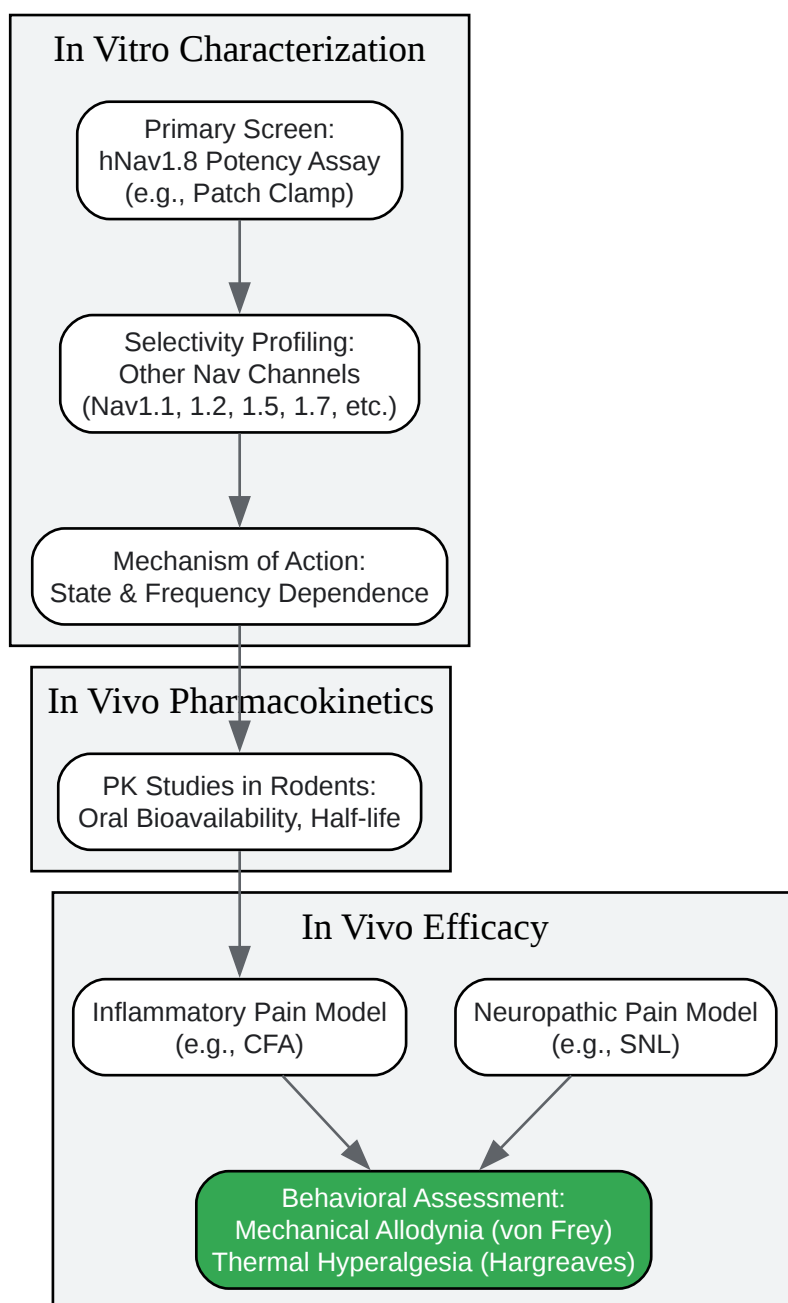 In Vitro Characterization
Primary Screen:
hNav1.8 Potency Assay
(e.g., Patch Clamp)
Selectivity Profiling:
Other Nav Channels
(Nav1.1, 1.2, 1.5, 1.7, etc.)
Mechanism of Action:
State & Frequency Dependence
In Vivo Pharmacokinetics
PK Studies in Rodents:
Oral Bioavailability, Half-life
In Vivo Efficacy
Inflammatory Pain Model
(e.g., CFA)
Neuropathic Pain Model
(e.g., SNL)
Behavioral Assessment:
Mechanical Allodynia (von Frey)
Thermal Hyperalgesia (Hargreaves)